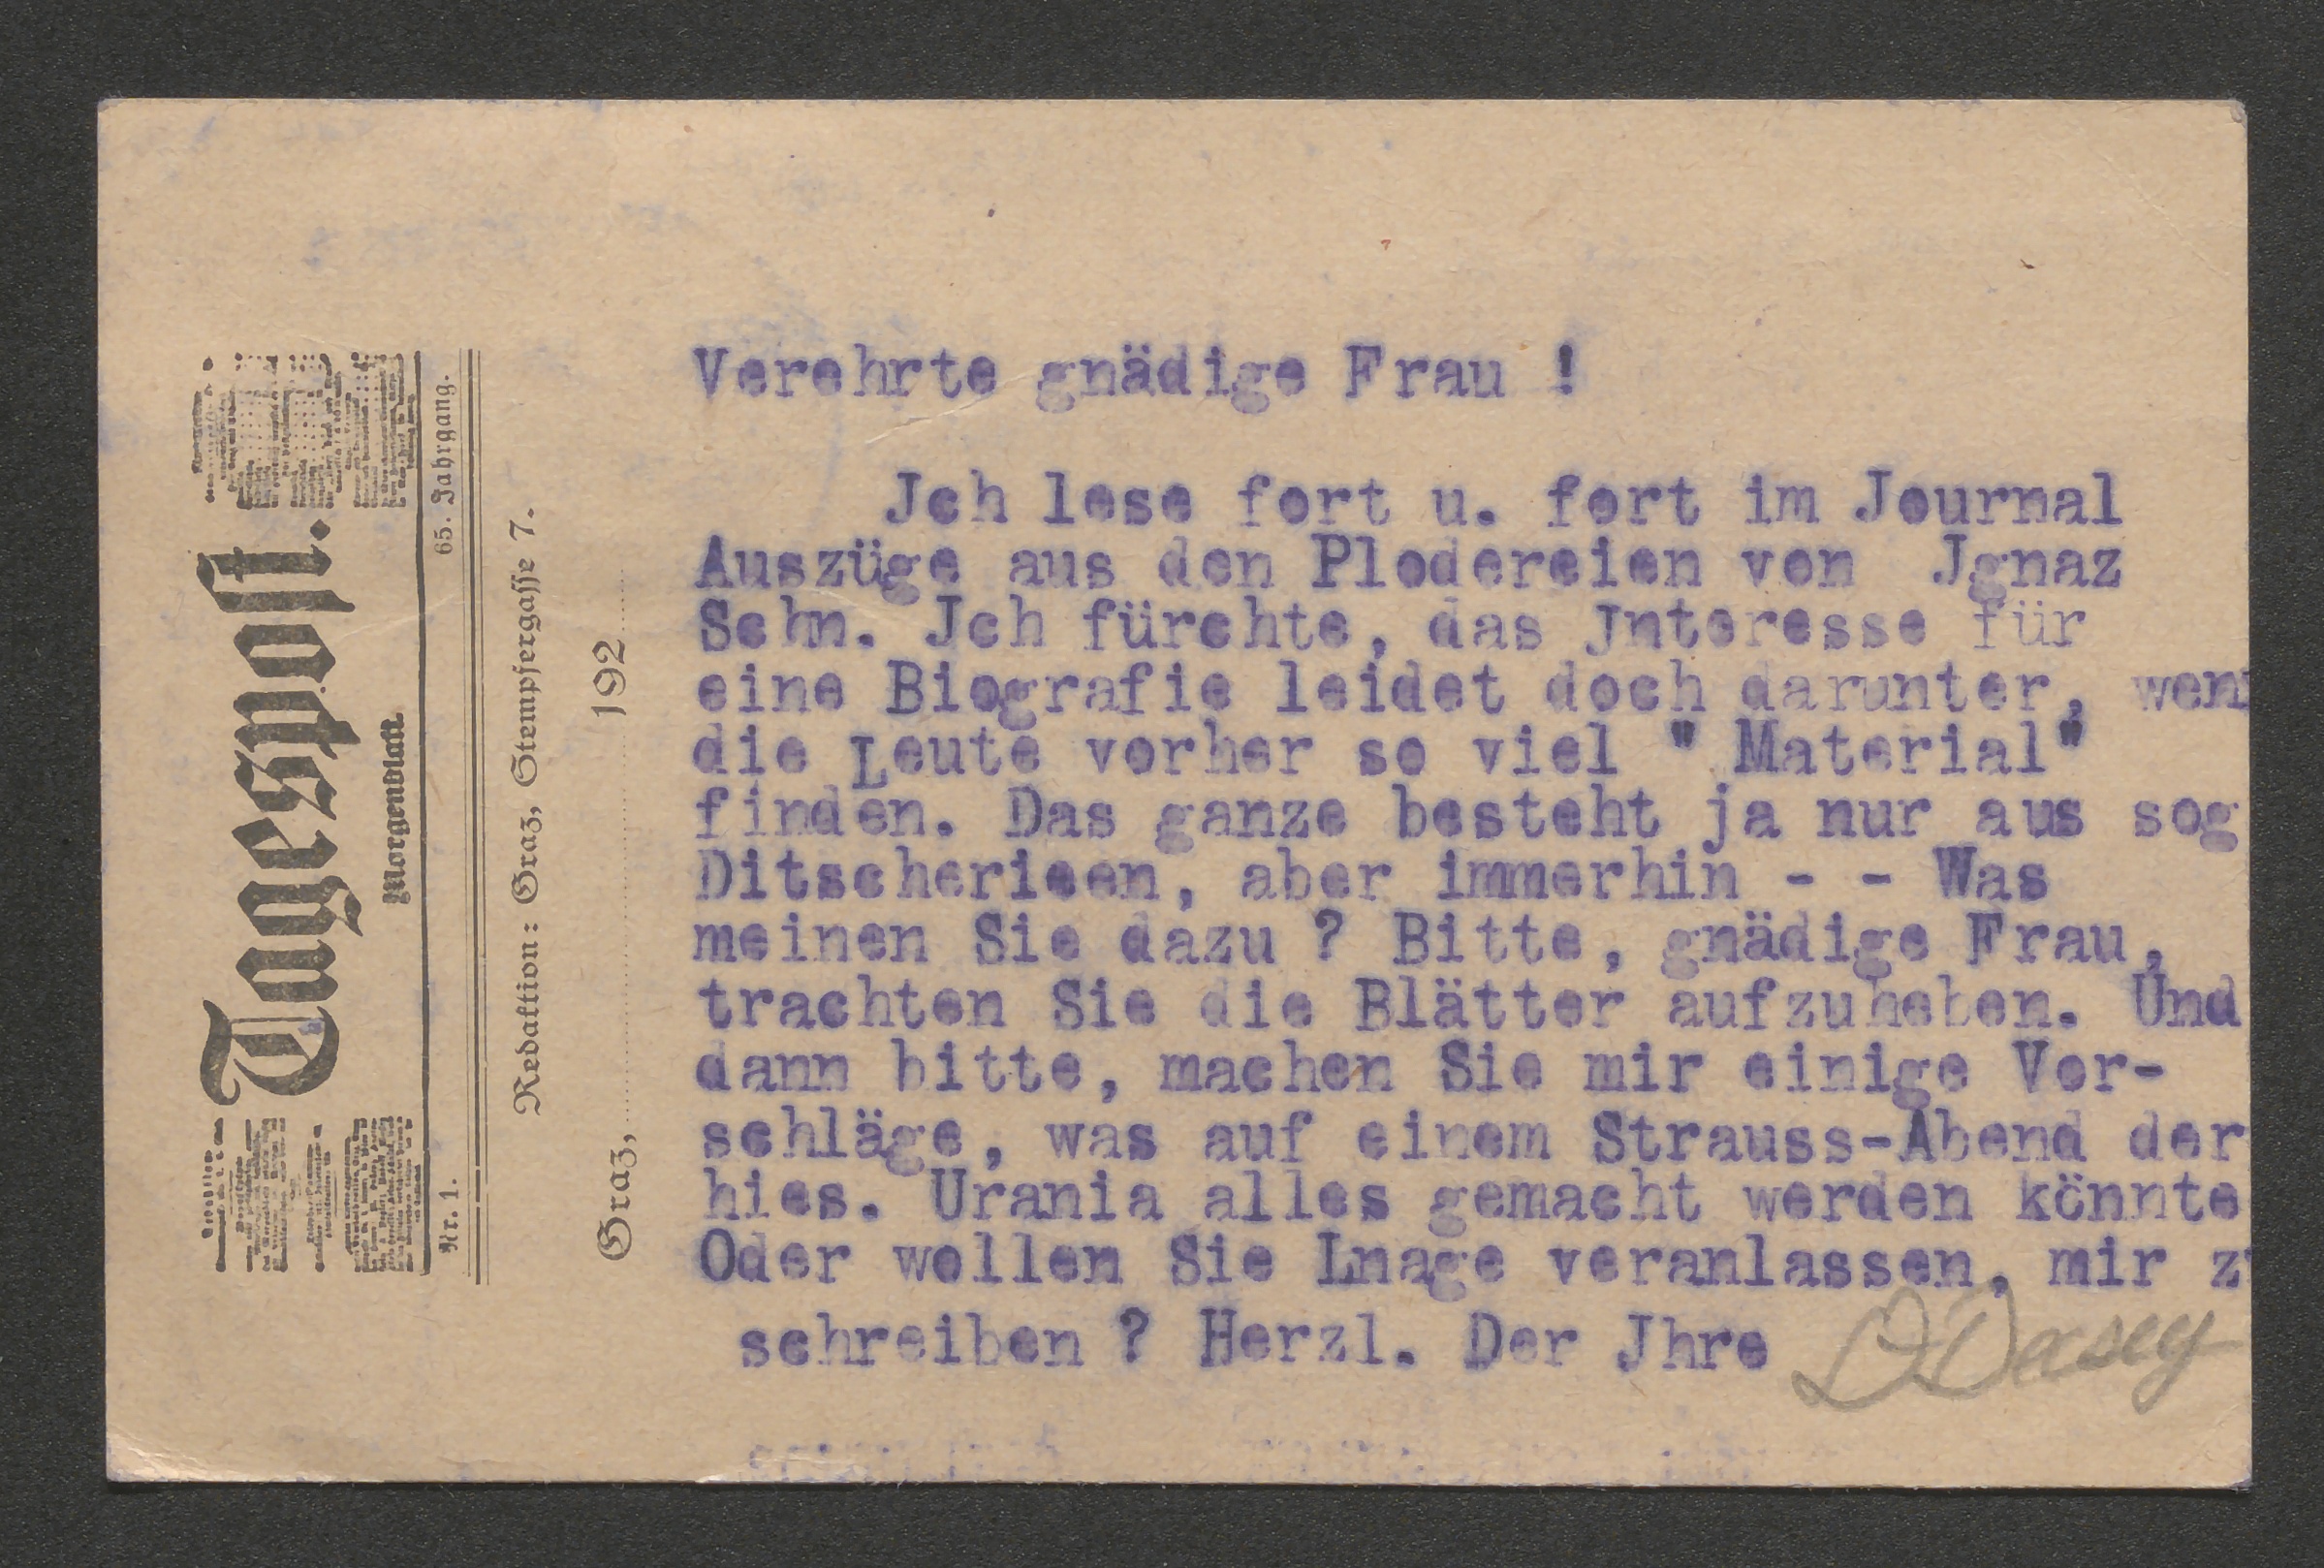 Tagespost.
Morgenblatt.
Nr. 1.
65. Jahrgang.
Redaktion: Graz, Stempfergasse 7.
Graz, 192
Verehrte gnädige Frau !
Jch lese fort u. fort im Journal
Auszüge aus den Plodereien von Jgnaz
Schn. Jch fürchte, das Jnteresse für
eine Biografie leidet doch darunter, wenn
die Leute vorher so viel " Material"
finden. Das ganze besteht ja nur aus sog
Ditscherieen, aber immerhin - - Was
meinen Sie dazu ? Bitte, gnädige Frau,
trachten Sie die Blätter aufzuheben. Und
dann bitte, machen Sie mir einige Vor-
schläge, was auf einem Strauss-Abend der
hies. Urania alles gemacht werden könnte
Oder wollen Sie Lnage veranlassen, mir z
schreiben ? Herzl. Der Jhre DDecsey